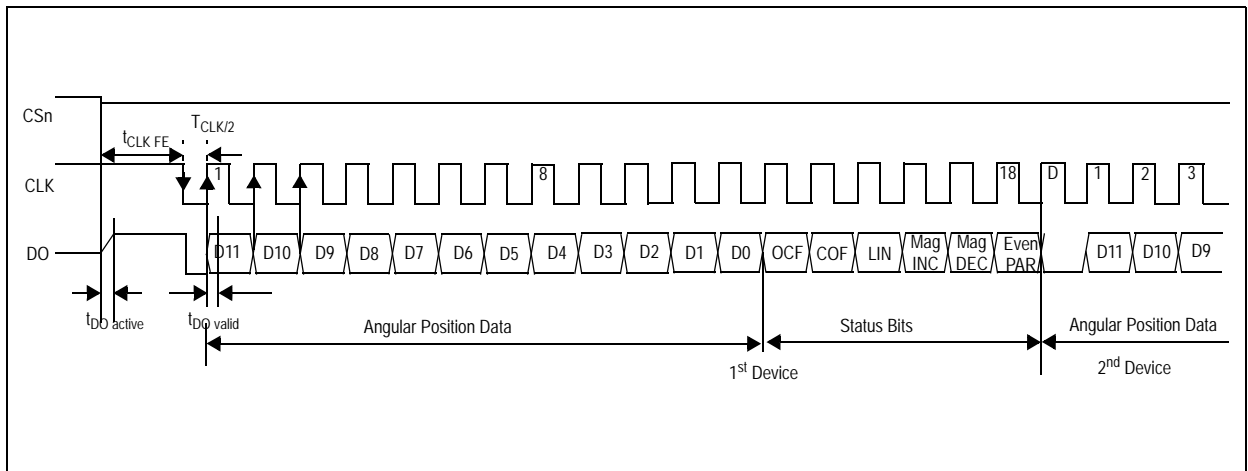 CSn
tCLK FE
TCLK/2
CLK
1
8
18
D
1
2
3
DO
D11
D10
D9
D8
D7
D6
D5
D4
D3
D2
D1
D0
OCF
COF
LIN
Mag INC
Mag DEC
Even PAR
D11
D10
D9
tDO active
tDO valid
Angular Position Data
Status Bits
Angular Position Data
1st Device
2nd Device